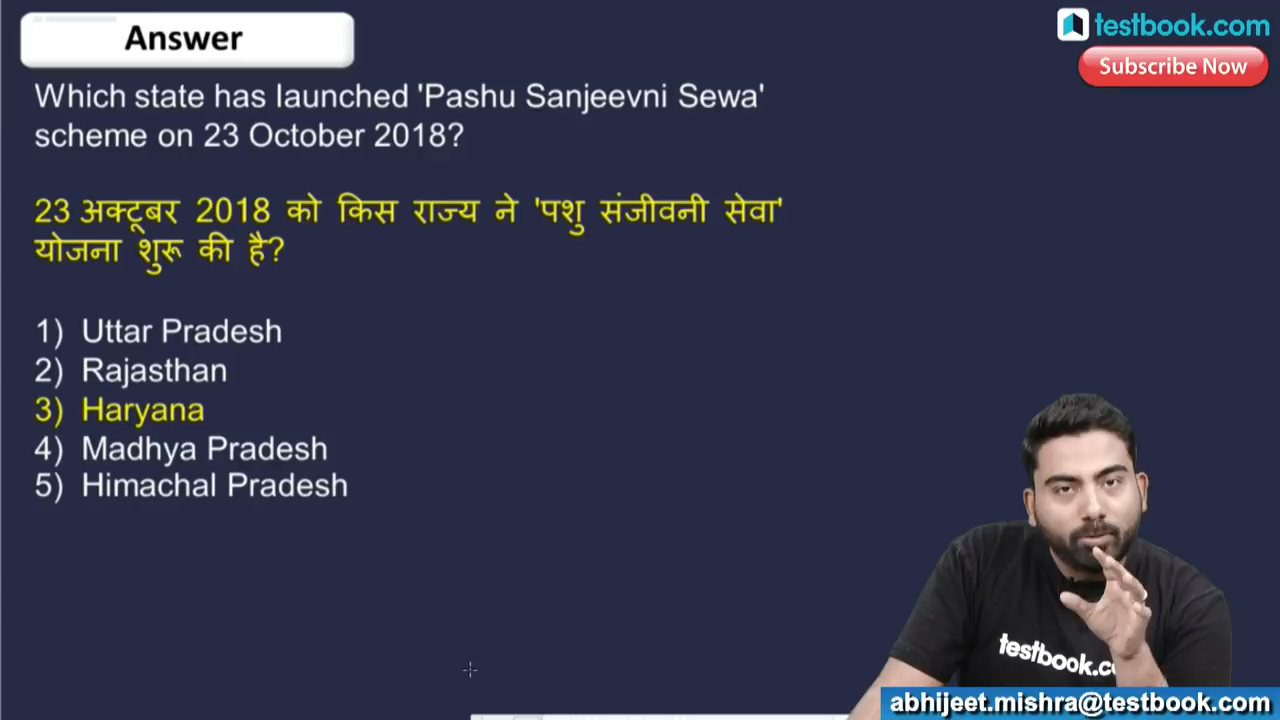 Answer
testbook.com
Subscribe Now
Which state has launched 'Pashu Sanjeevni Sewa'
scheme on 23 October 2018?
23 अक्टूबर 2018 को किस राज्य ने 'पशु संजीवनी सेवा'
योजना शुरू की है?
1) Uttar Pradesh
2) Rajasthan
3) Haryana
4) Madhya Pradesh
5) Himachal Pradesh
testbook.co
abhijeet.mishra@testbook.com